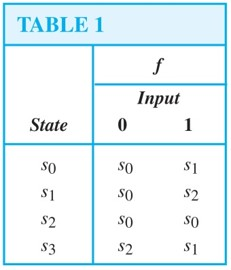 TABLE 1
f
Input
State 0 1
s0 s0 s1
s1 s0 s2
s2 s0 s0
s3 s2 s1